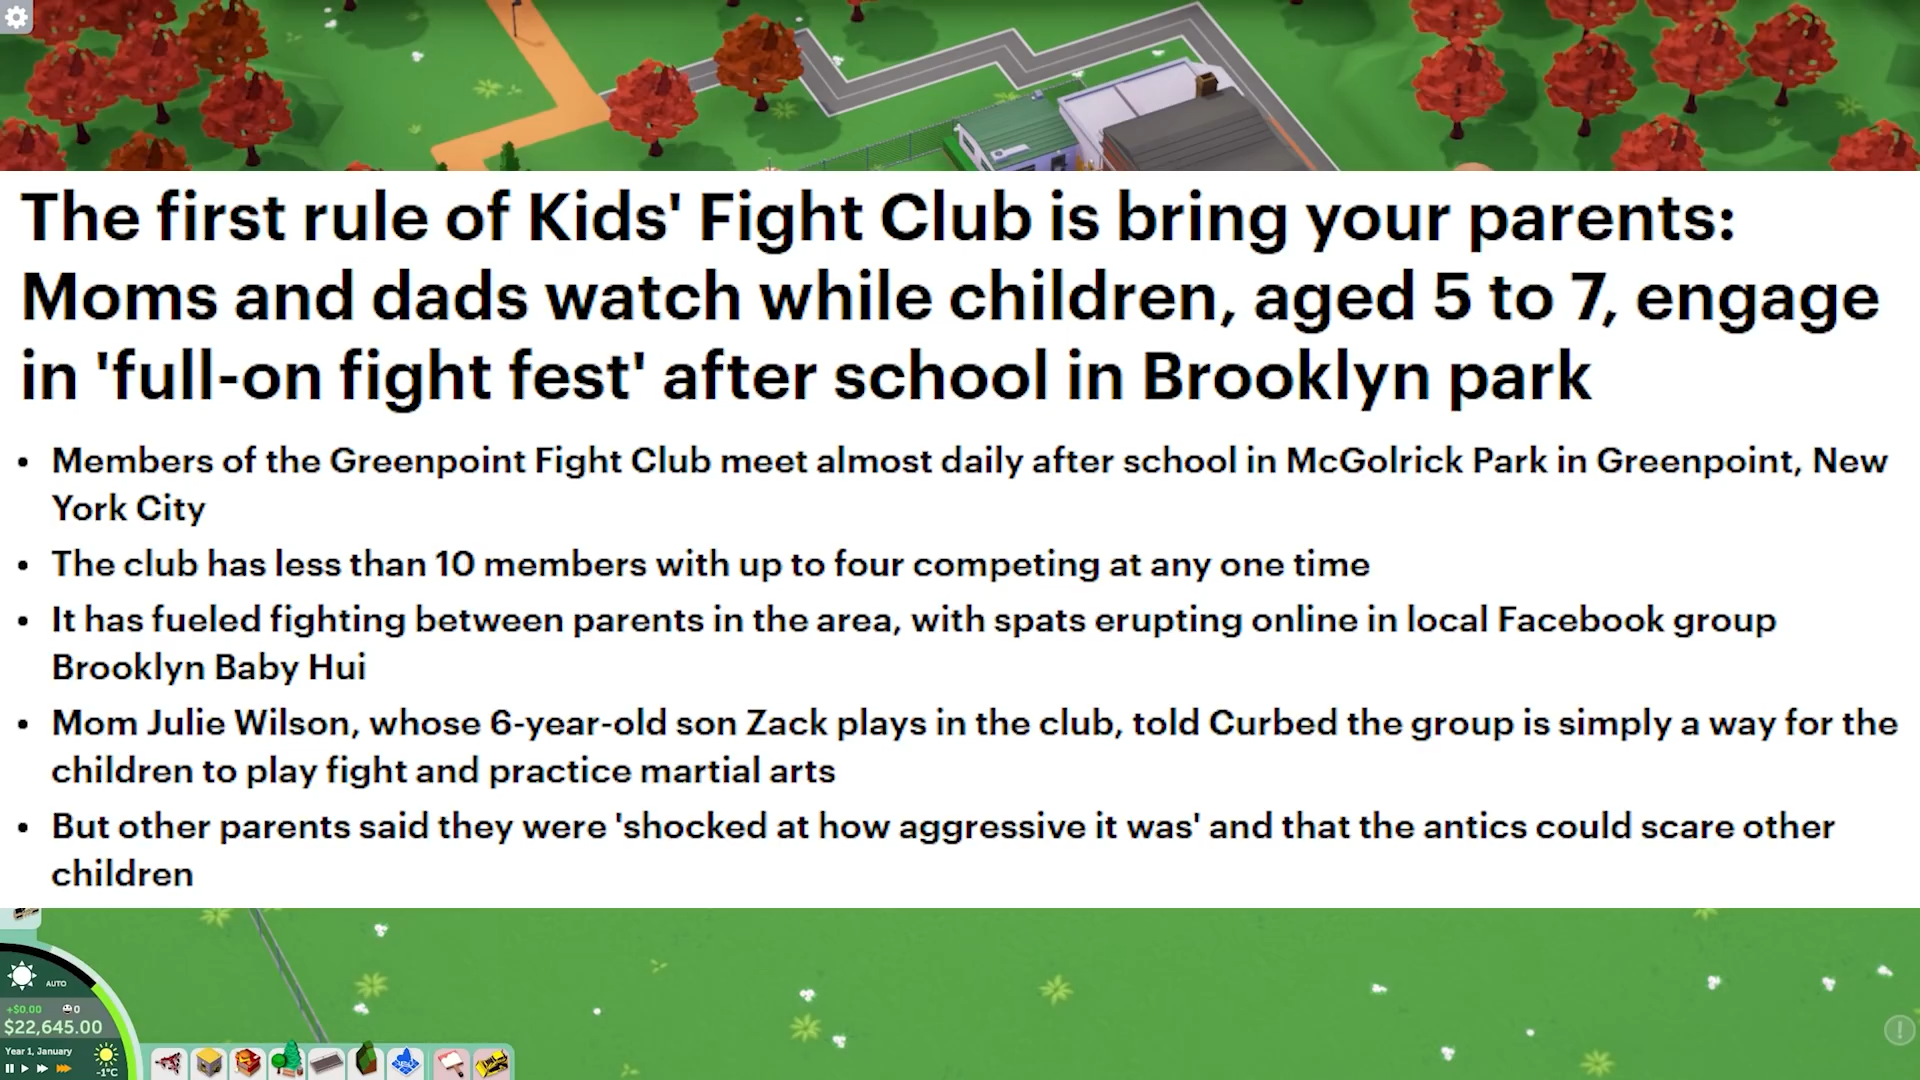 The first rule of Kids' Fight Club is bring your parents:
Moms and dads watch while children, aged 5 to 7, engage
in 'full-on fight fest' after school in Brooklyn park
• Members of the Greenpoint Fight Club meet almost daily after school in McGolrick Park in Greenpoint, New
York City
• The club has less than 10 members with up to four competing at any one time
• It has fueled fighting between parents in the area, with spats erupting online in local Facebook group
Brooklyn Baby Hui
• Mom Julie Wilson, whose 6-year-old son Zack plays in the club, told Curbed the group is simply a way for the
children to play fight and practice martial arts
• But other parents said they were 'shocked at how aggressive it was' and that the antics could scare other
children
AUTO
+$0.00 0
$22,645.00
Year 1, January
-1°C